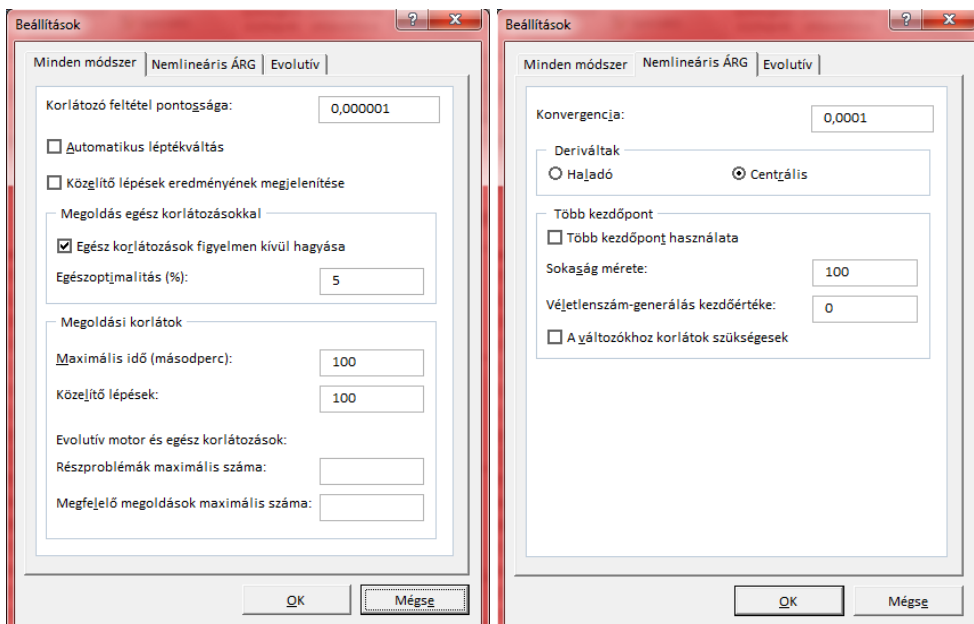 Beállítások
Minden módszer Nemlineáris ÁRG Evolutív
Korlátozó feltétel pontossága: 0,000001
Automatikus léptékváltás
Közelítő lépések eredményének megjelenítése
Megoldás egész korlátozásokkal
Egész korlátozások figyelmen kívül hagyása
Egészoptimalitás (%): 5
Megoldási korlátok
Maximális idő (másodperc): 100
Közelítő lépések: 100
Evolutív motor és egész korlátozások:
Részproblémák maximális száma:
Megfelelő megoldások maximális száma:
OK Mégse
Beállítások
Minden módszer Nemlineáris ÁRG Evolutív
Konvergencia: 0,0001
Deriváltak
Haladó Centrális
Több kezdőpont
Több kezdőpont használata
Sokaság mérete: 100
Véletlenszám-generálás kezdőértéke: 0
A változókhoz korlátok szükségesek
OK Mégse